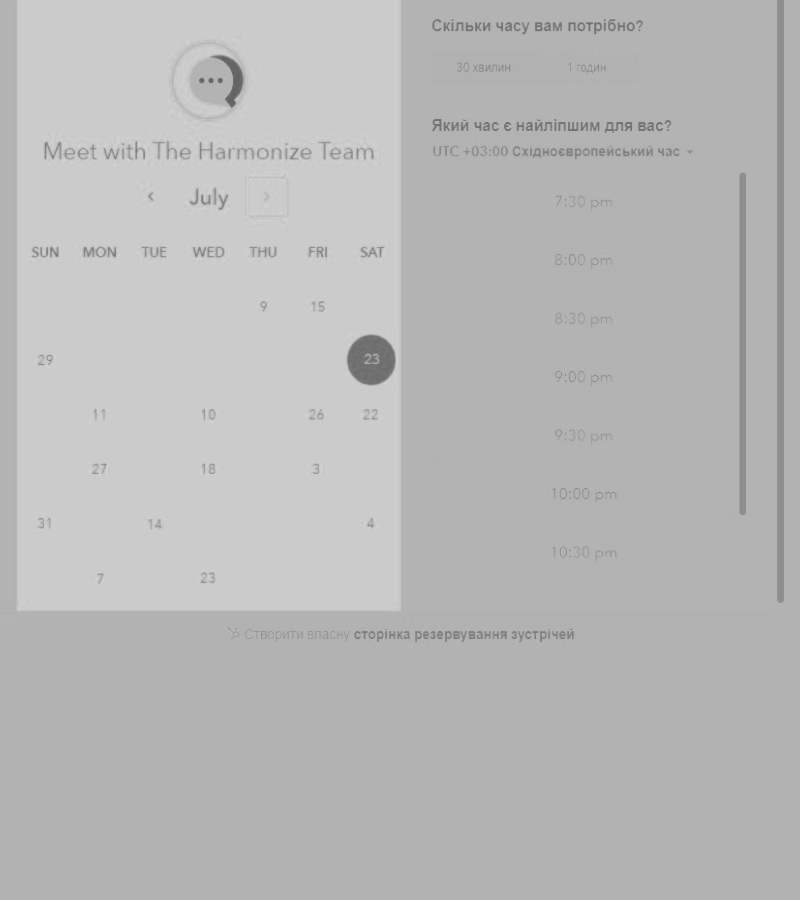 Meet with The Harmonize Team
July
SUN MON TUE WED THU FRI SAT
9 15
29 23
11 10 26 22
27 18 3
31 14 4
7 23
Скільки часу вам потрібно?
30 хвилин 1 годин
Який час є найліпшим для вас?
UTC +03:00 Східноєвропейський час
7:30 pm
8:00 pm
8:30 pm
9:00 pm
9:30 pm
10:00 pm
10:30 pm
Створити власну сторінка резервування зустрічей